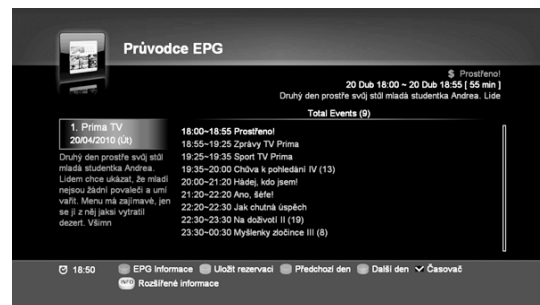 Průvodce EPG
$ Prostřeno!
20 Dub 18:00 ~ 20 Dub 18:55 [ 55 min ]
Druhý den prostře svůj stůl mladá studentka Andrea. Lide
Total Events (9)
1. Prima TV
20/04/2010 (Út)
Druhý den prostře svůj stůl
mladá studentka Andrea.
Lidem chce ukázat, že mladí
nejsou žádní povaleči a umí
vařit. Menu má zajímavé, jen
se jí z něj jaksi vytratil
dezert. Všimn
18:00~18:55 Prostřeno!
18:55~19:25 Zprávy TV Prima
19:25~19:35 Sport TV Prima
19:35~20:00 Chůva k pohledání IV (13)
20:00~21:20 Hádej, kdo jsem!
21:20~22:20 Ano, šéfe!
22:20~22:30 Jak chutná úspěch
22:30~23:30 Na doživotí II (19)
23:30~00:30 Myšlenky zločince III (8)
18:50 EPG Informace Uložit rezervaci Předchozí den Další den Časovač
INFO Rozšířené informace